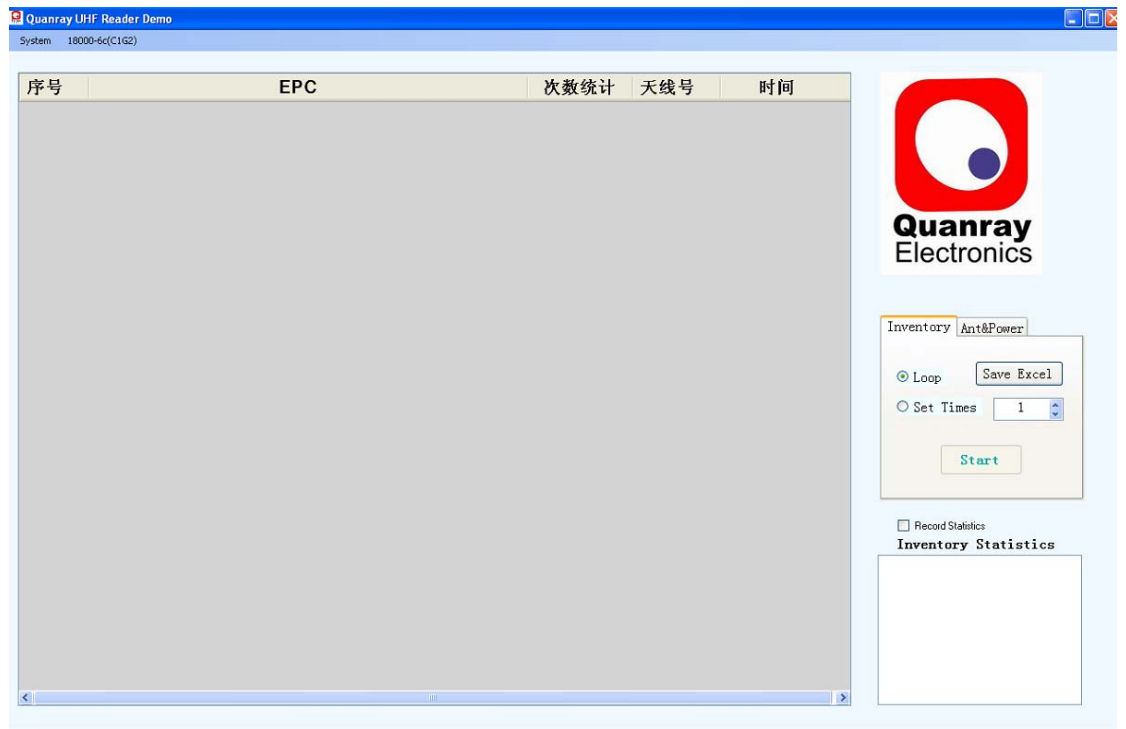 Quanray UHF Reader Demo
System 18000-6c(C1G2)
序号 EPC 次数统计 天线号 时间
Quanray
Electronics
Inventory Ant&Power
Loop Save Excel
Set Times 1
Start
Record Statistics
Inventory Statistics